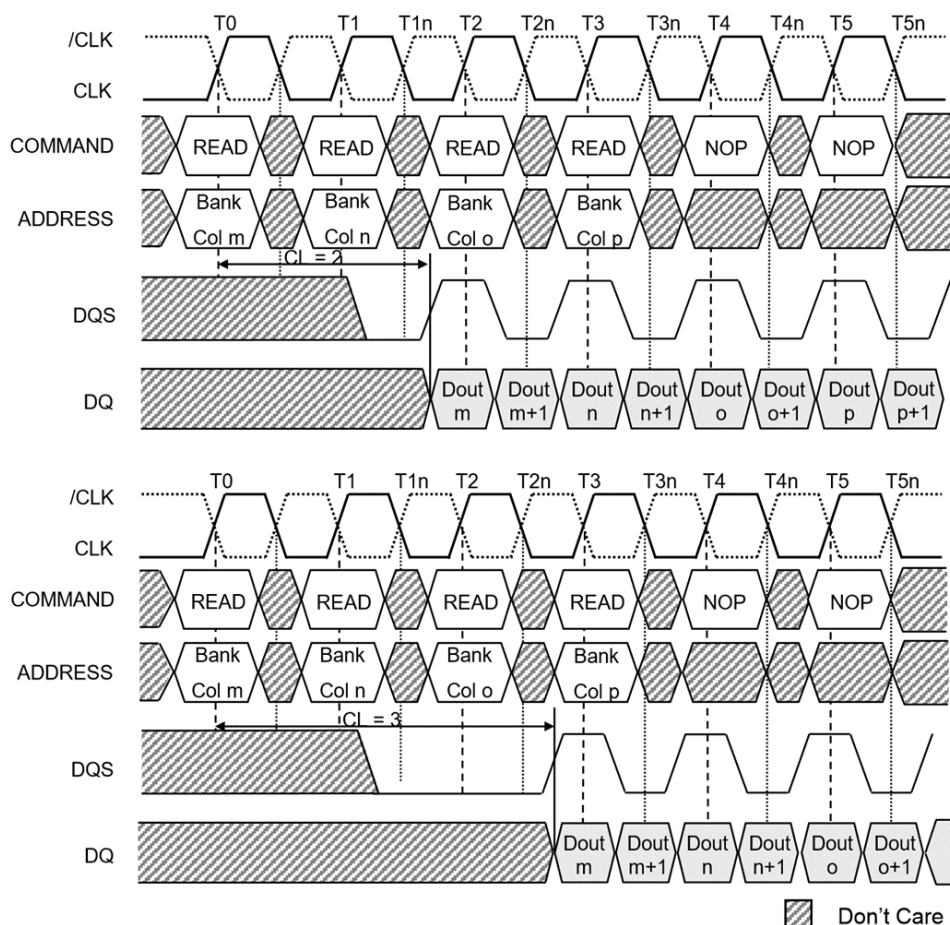 T0 T1 T1n T2 T2n T3 T3n T4 T4n T5 T5n
/CLK
CLK
COMMAND READ READ READ READ NOP NOP
ADDRESS Bank Bank Bank Bank
Col m Col n Col o Col p
CL = 2
DQS
DQ Dout Dout Dout Dout Dout Dout Dout Dout
m m+1 n n+1 o o+1 p p+1
T0 T1 T1n T2 T2n T3 T3n T4 T4n T5 T5n
/CLK
CLK
COMMAND READ READ READ READ NOP NOP
ADDRESS Bank Bank Bank Bank
Col m Col n Col o Col p
CL = 3
DQS
DQ Dout Dout Dout Dout Dout Dout
m m+1 n n+1 o o+1
Don't Care